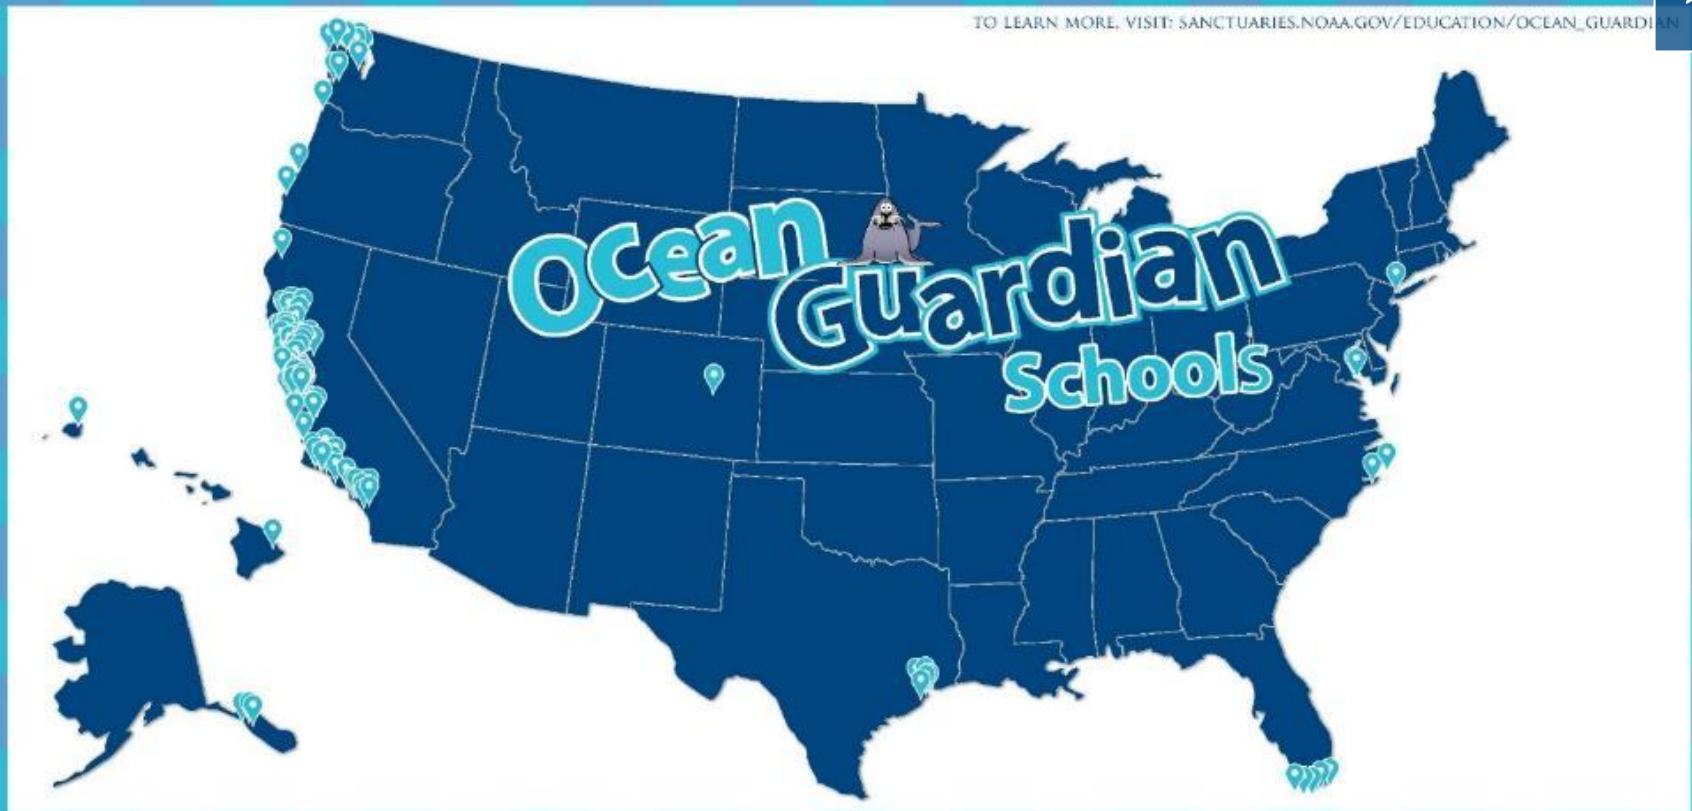 TO LEARN MORE, VISIT: SANCTUARIES.NOAA.GOV/EDUCATION/OCEAN_GUARDIAN
Ocean
Guardian
Schools